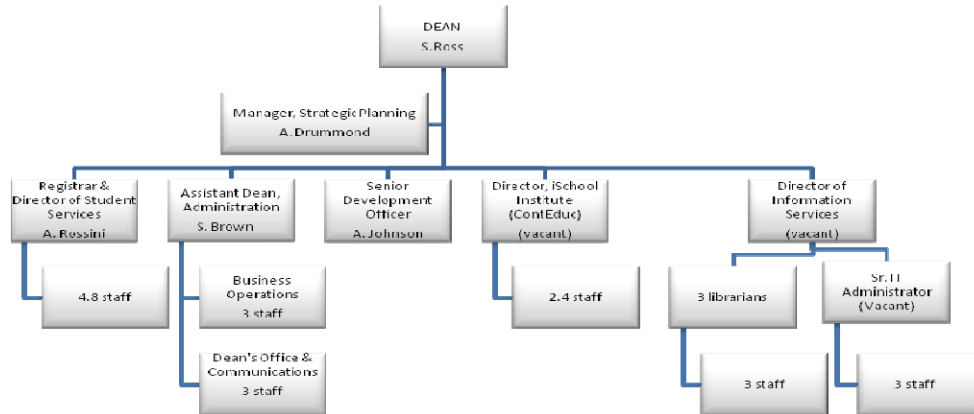 DEAN
S. Ross
Manager, Strategic Planning
A. Drummond
Registrar &
Director of Student
Services
A. Rossini
Assistant Dean,
Administration
S. Brown
Senior
Development
Officer
A. Johnson
Director, iSchool
Institute
(ContEduc)
(vacant)
Director of
Information
Services
(vacant)
4.8 staff
Business
Operations
3 staff
2.4 staff
3 librarians
Sr. IT
Administrator
(Vacant)
Dean's Office &
Communications
3 staff
3 staff
3 staff